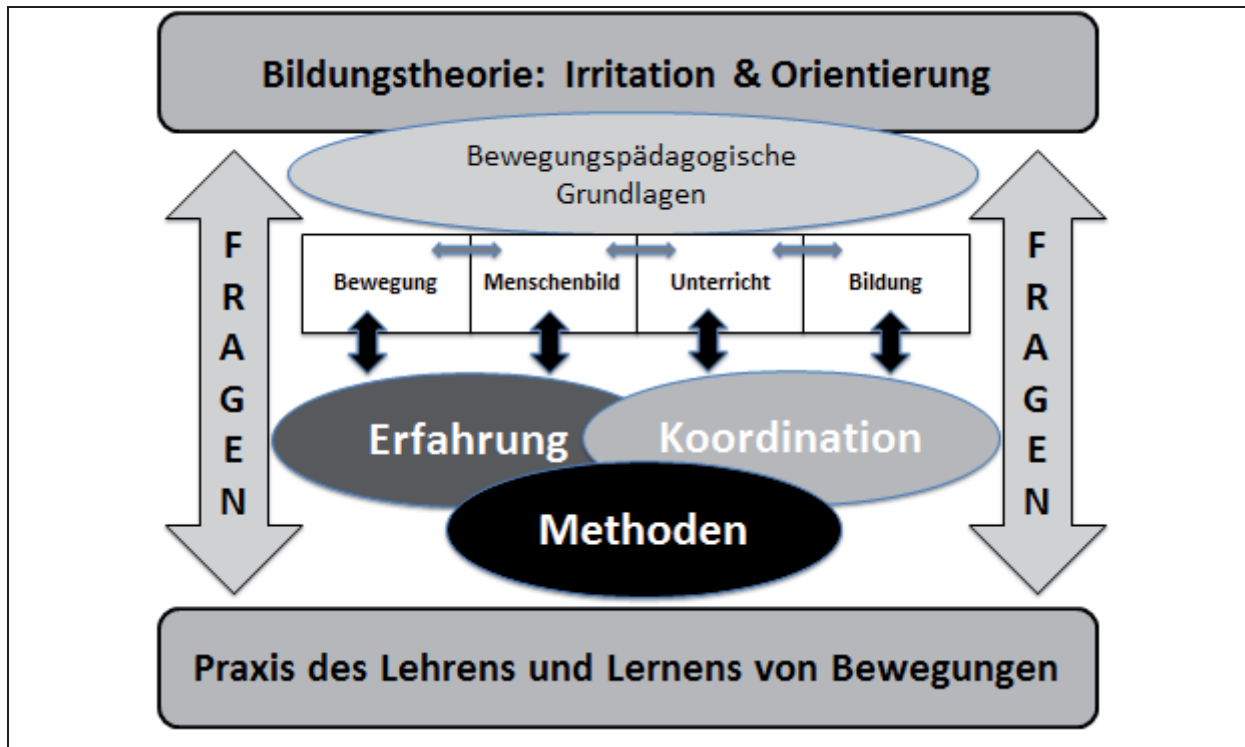 Bildungstheorie: Irritation & Orientierung
Bewegungspädagogische
Grundlagen
F
R
A
G
E
N
Bewegung
Menschenbild
Unterricht
Bildung
Erfahrung
Koordination
Methoden
F
R
A
G
E
N
Praxis des Lehrens und Lernens von Bewegungen